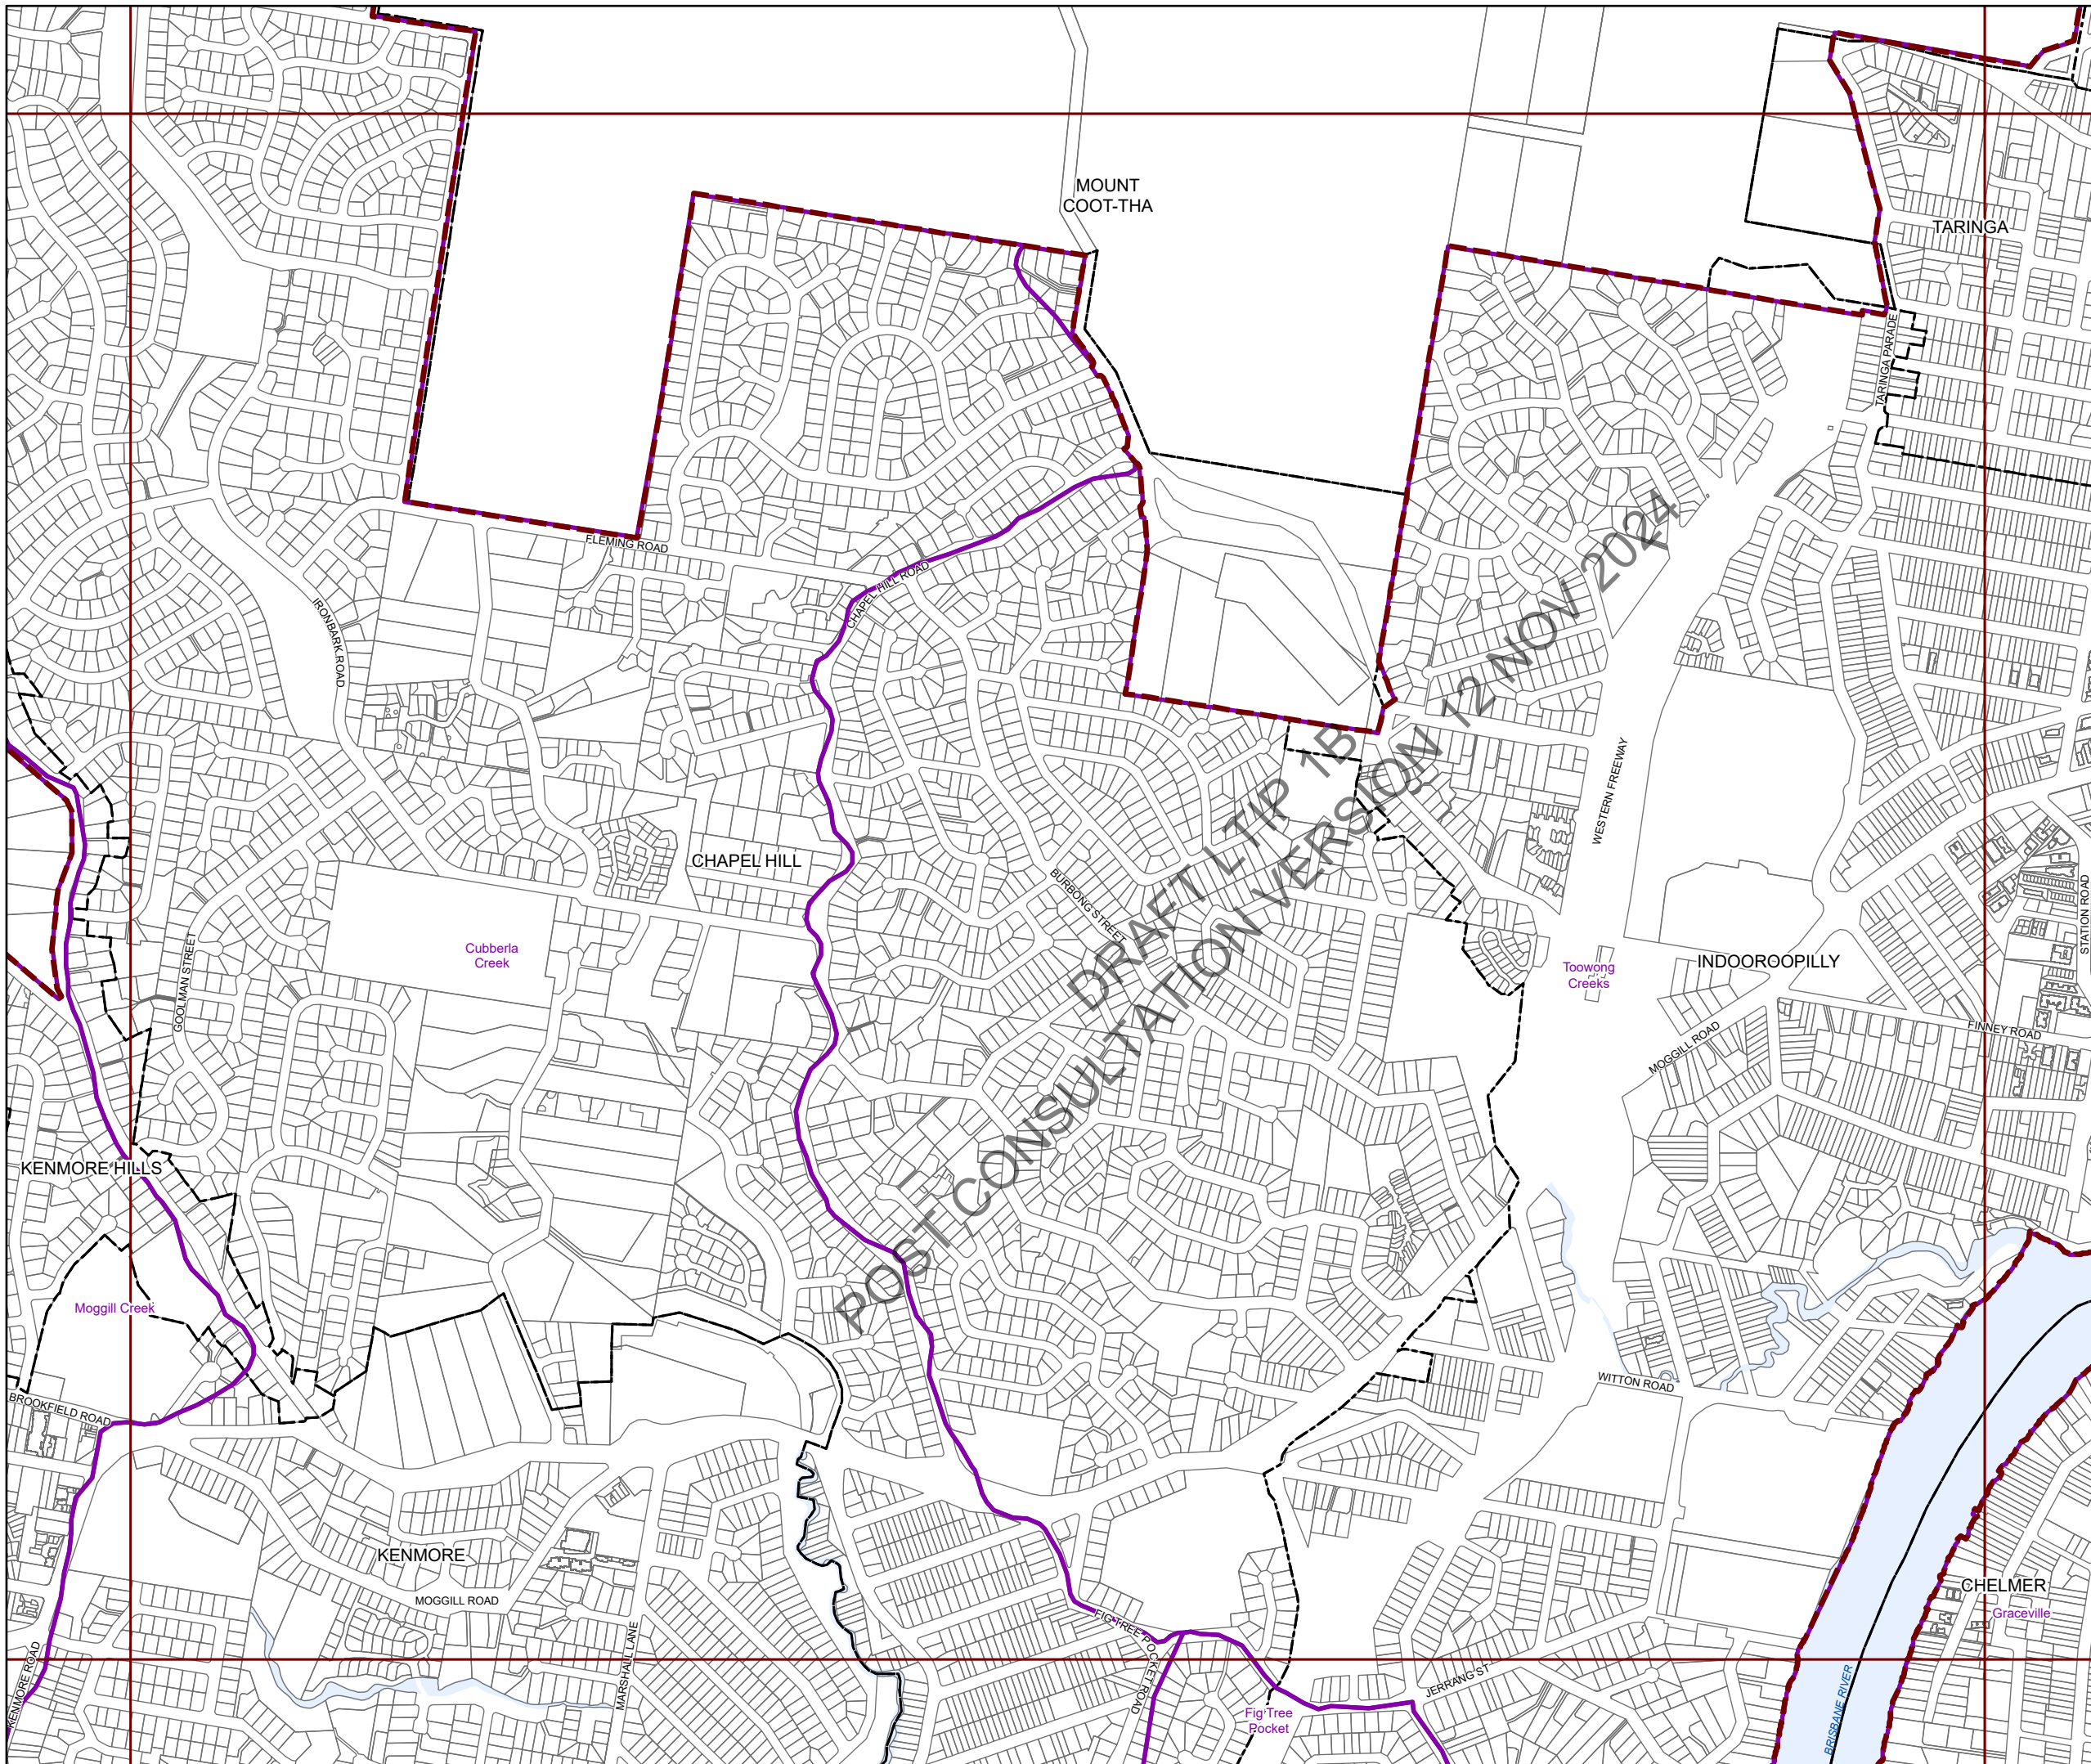 MOUNT
COOT-THA
TARINGA
TARINGA PARADE
FLEMING ROAD
CHAPEL HILL ROAD
IRONBARK ROAD
WESTERN FREEWAY
CHAPEL HILL
BURBONG STREET
STATION ROAD
GOOLMAN STREET
Cubberla
Creek
DRAFT LTIP 1B
POST CONSULTATION VERSION 12 NOV 2024
INDOOROOPILLY
Toowong
Creeks
MOGGILL ROAD
FINNEY ROAD
KENMORE HILLS
Moggill Creek
BROOKFIELD ROAD
WITTON ROAD
KENMORE
MOGGILL ROAD
CHELMER
Graceville
FIG TREE POCKET ROAD
KENMORE ROAD
MARSHALL LANE
JERRANG ST
Fig Tree
Pocket
BRISBANE RIVER